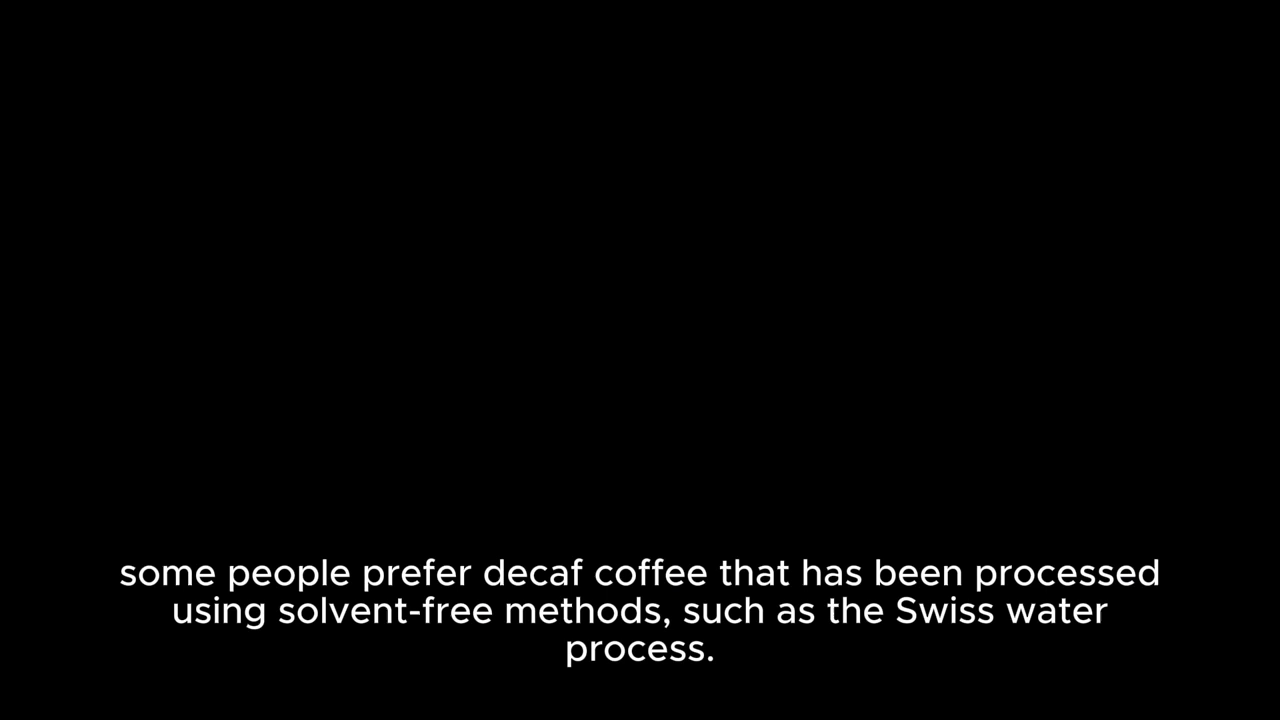 some people prefer decaf coffee that has been processed
using solvent-free methods, such as the Swiss water
process.